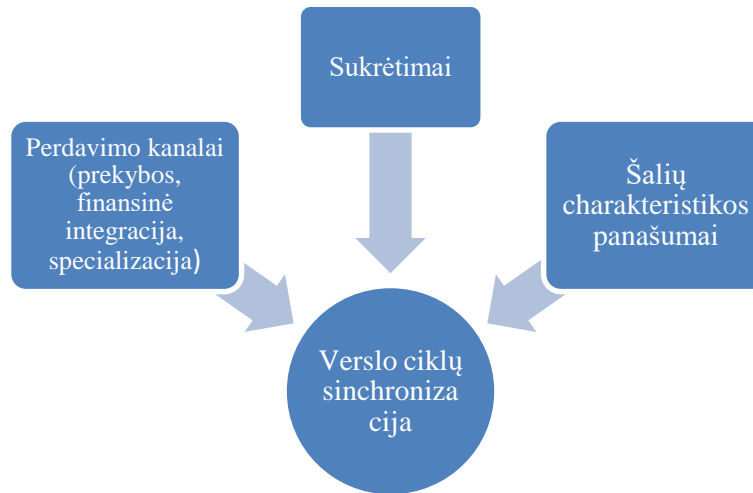 Sukrėtimai
Perdavimo kanalai
(prekybos,
finansinė
integracija,
specializacija)
Šalių
charakteristikos
panašumai
Verslo ciklų
sinchroniza
cija